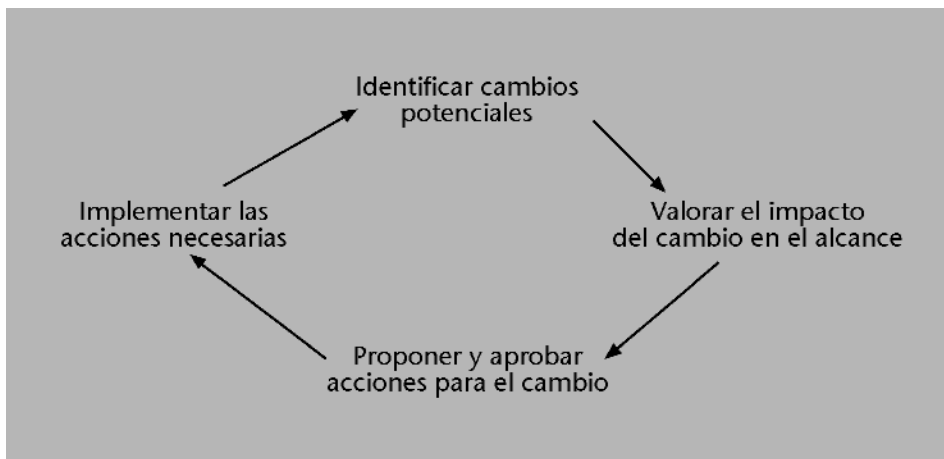 Identificar cambios
potenciales
Valorar el impacto
del cambio en el alcance
Proponer y aprobar
acciones para el cambio
Implementar las
acciones necesarias